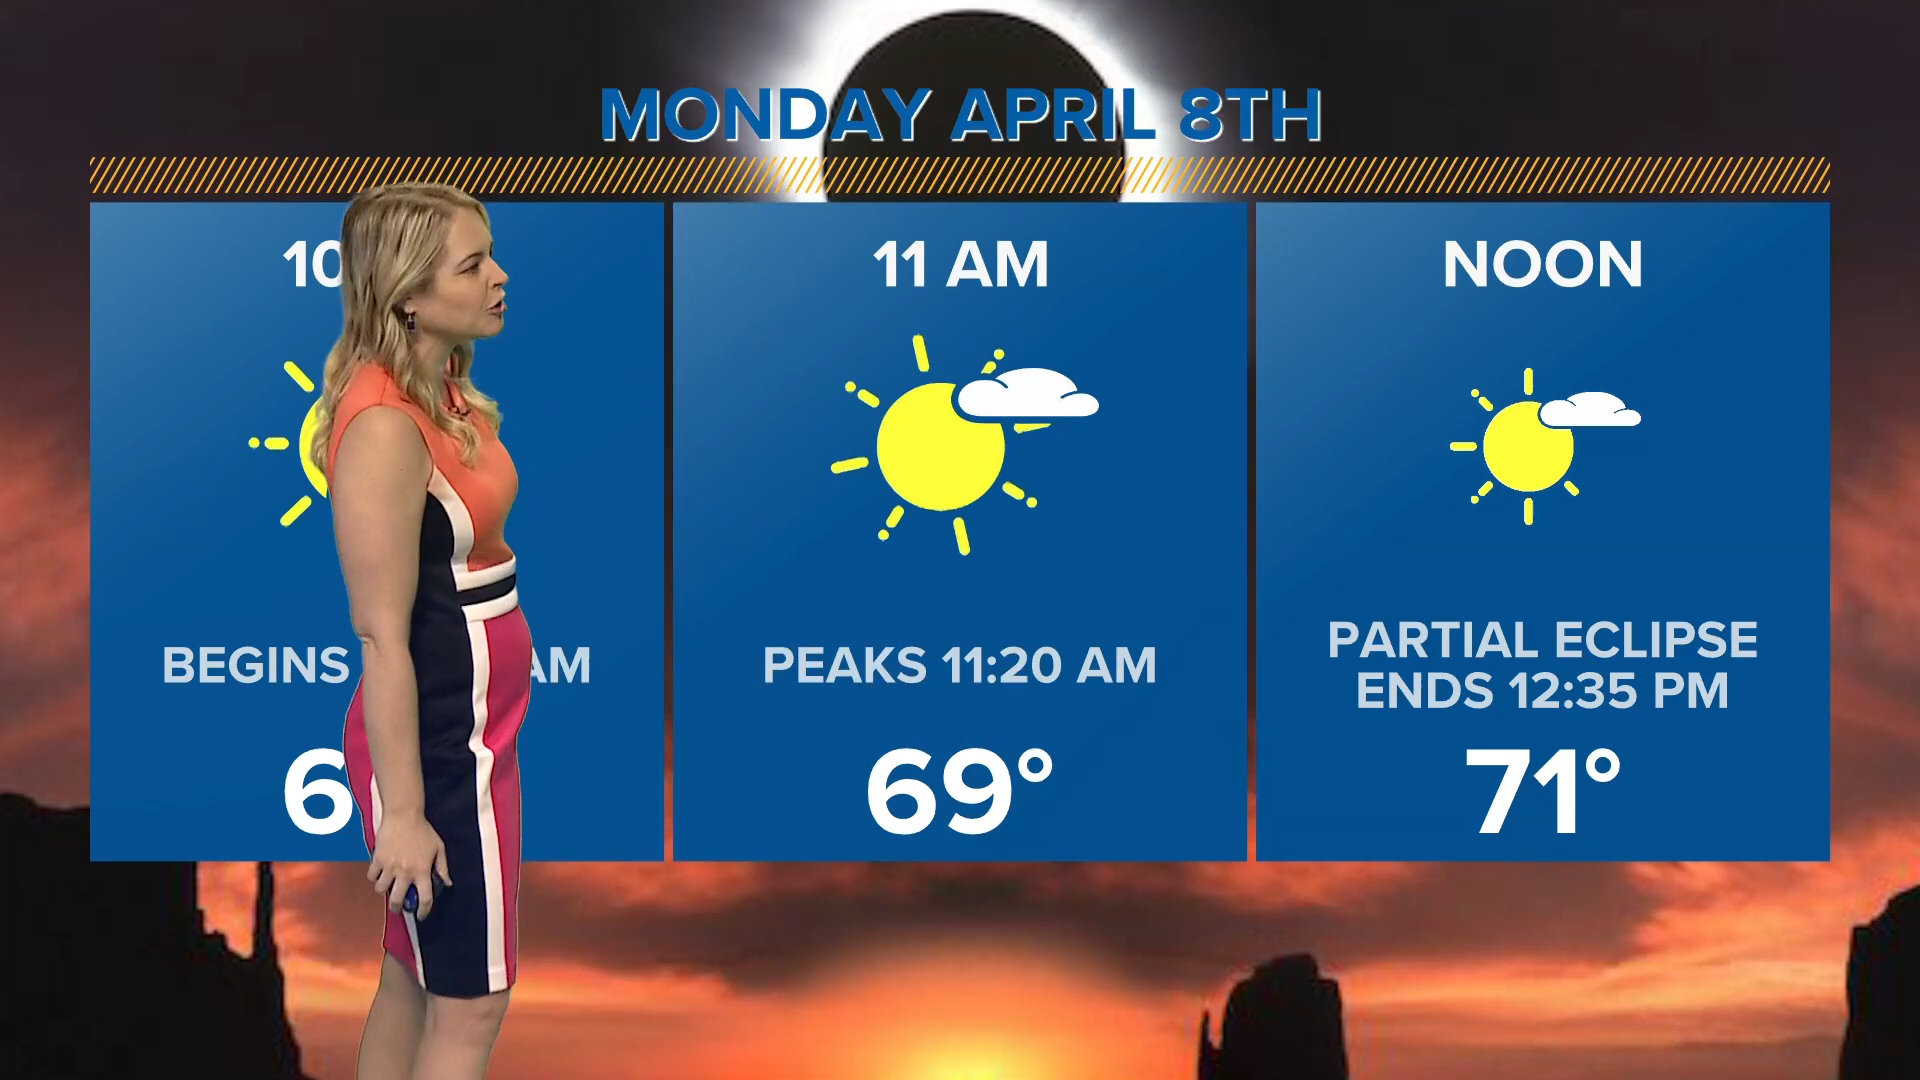 MONDAY APRIL 8TH
10
11 AM
NOON
BEGINS AM
PEAKS 11:20 AM
PARTIAL ECLIPSE
ENDS 12:35 PM
6
69°
71°